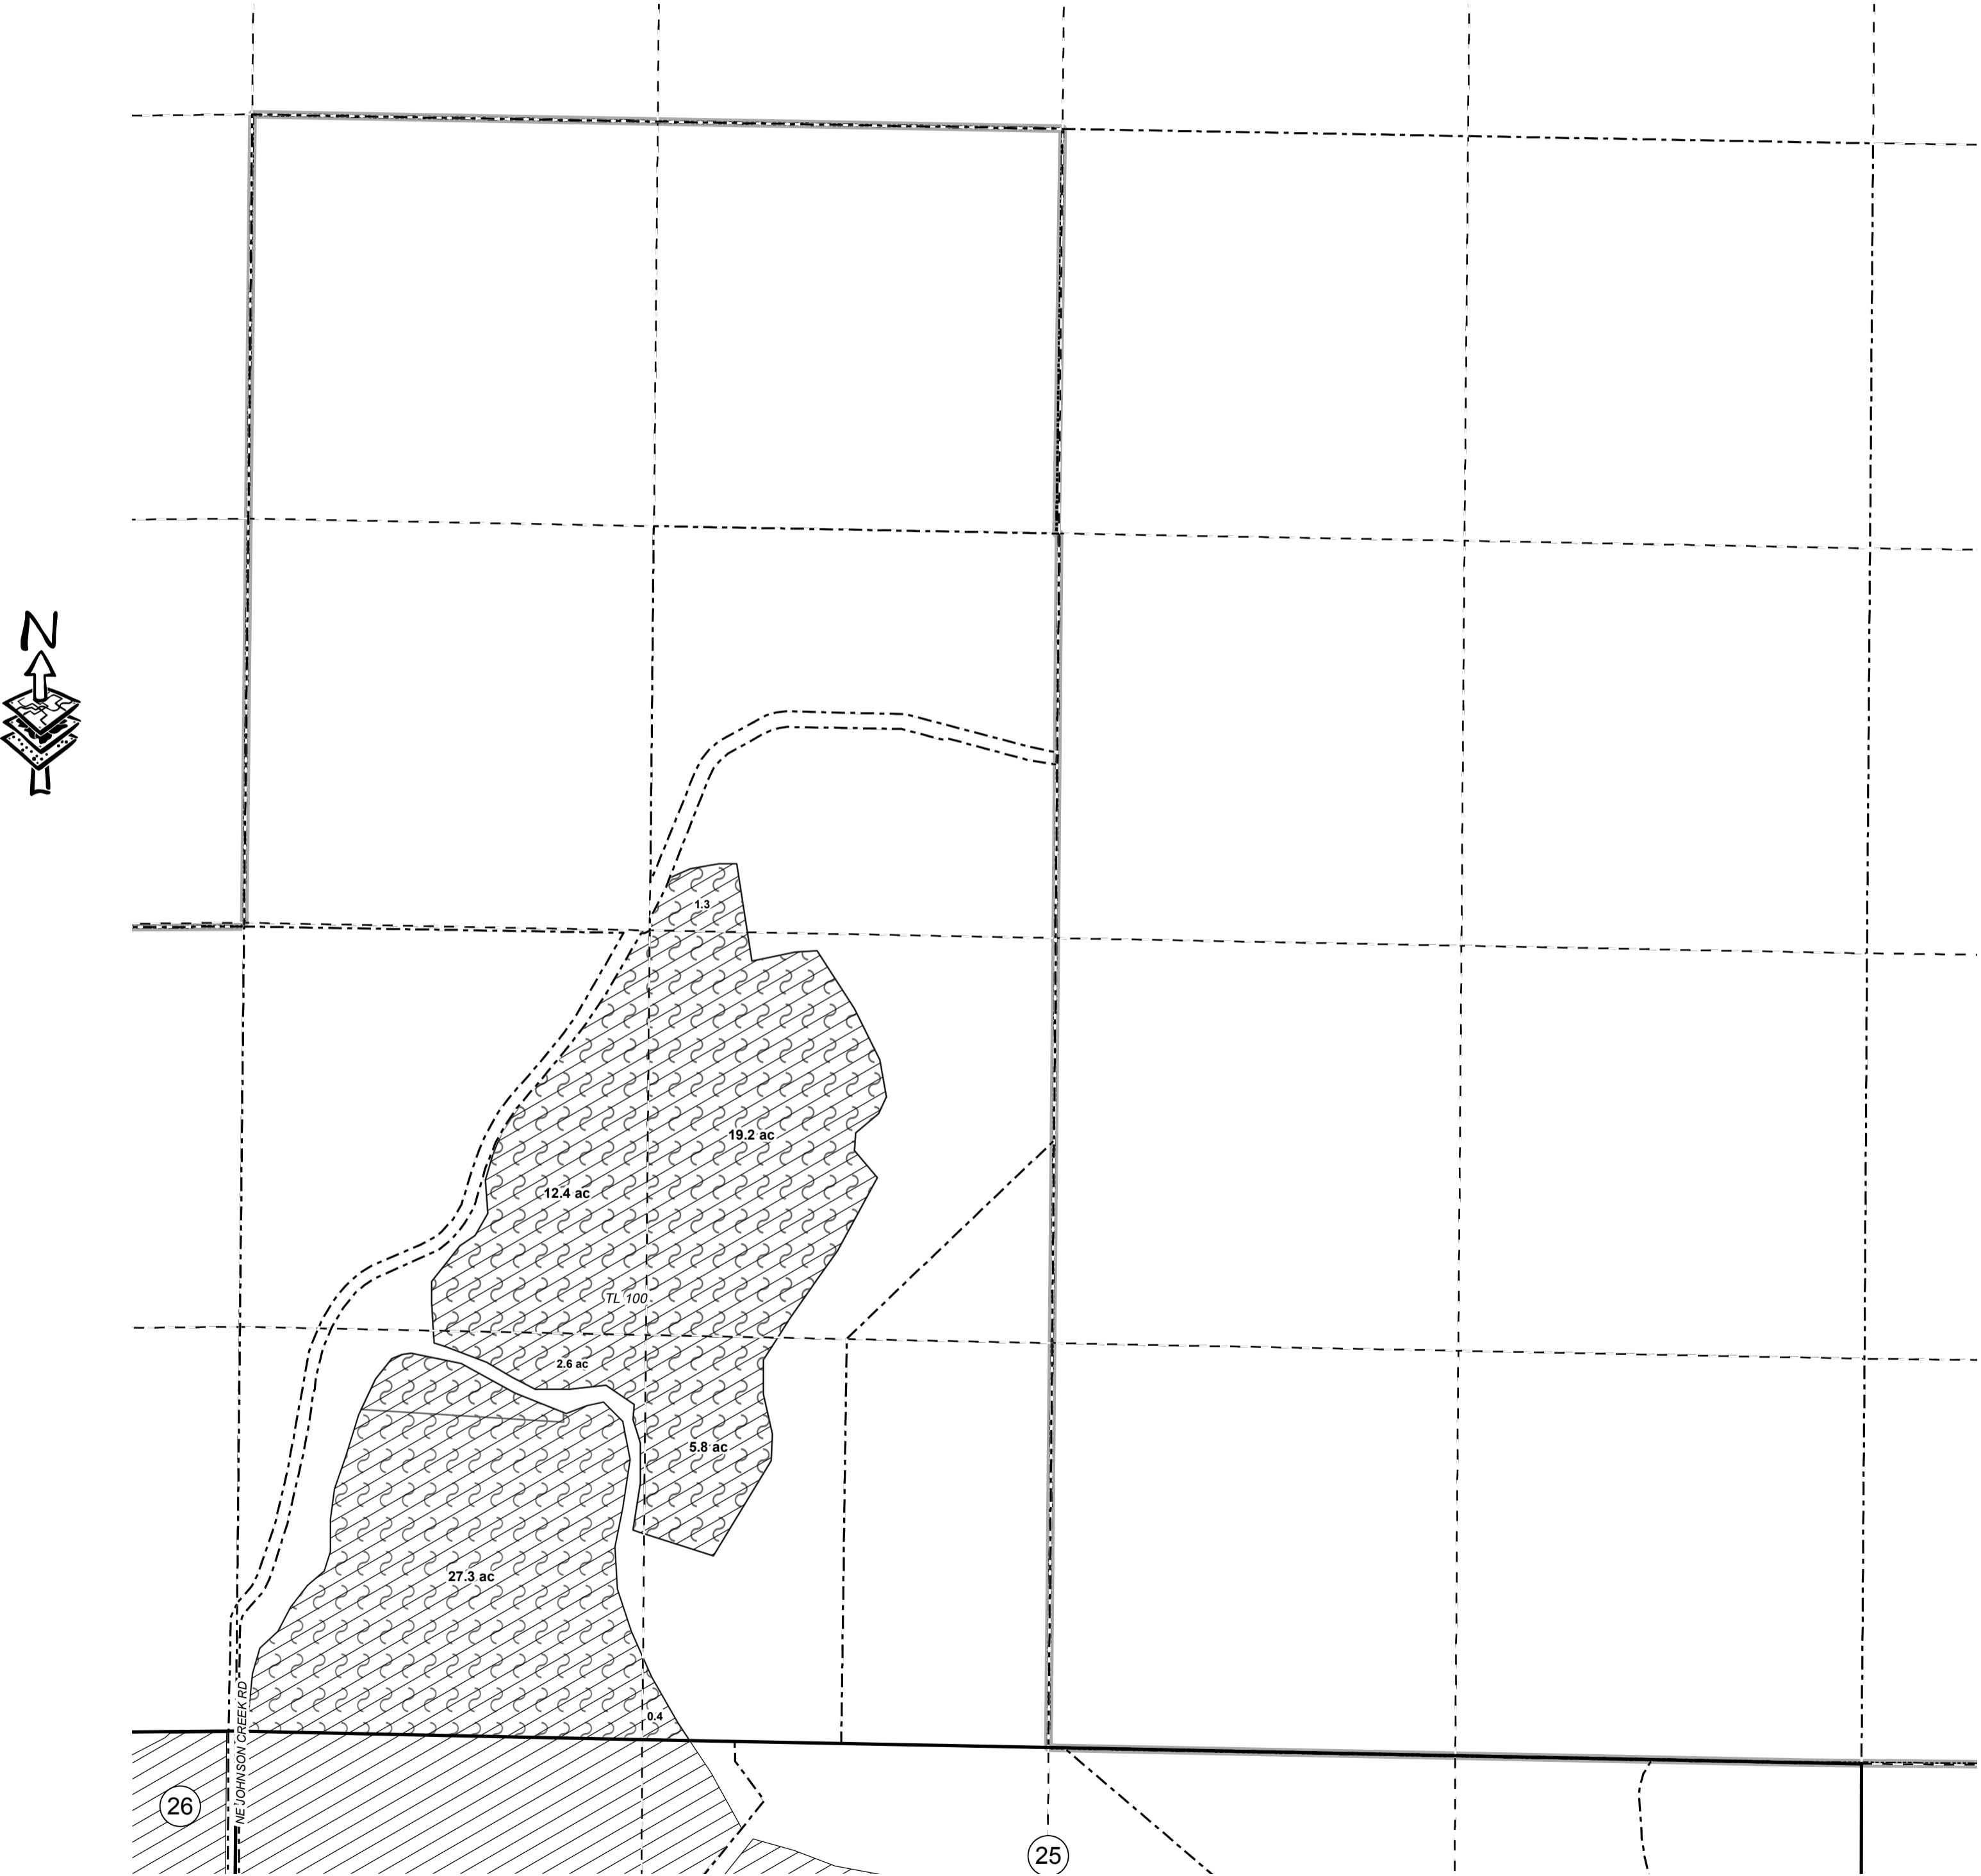 N
1.3
19.2 ac
12.4 ac
TL 100
2.6 ac
5.8 ac
27.3 ac
0.4
NE JOHNSON CREEK RD
26
25